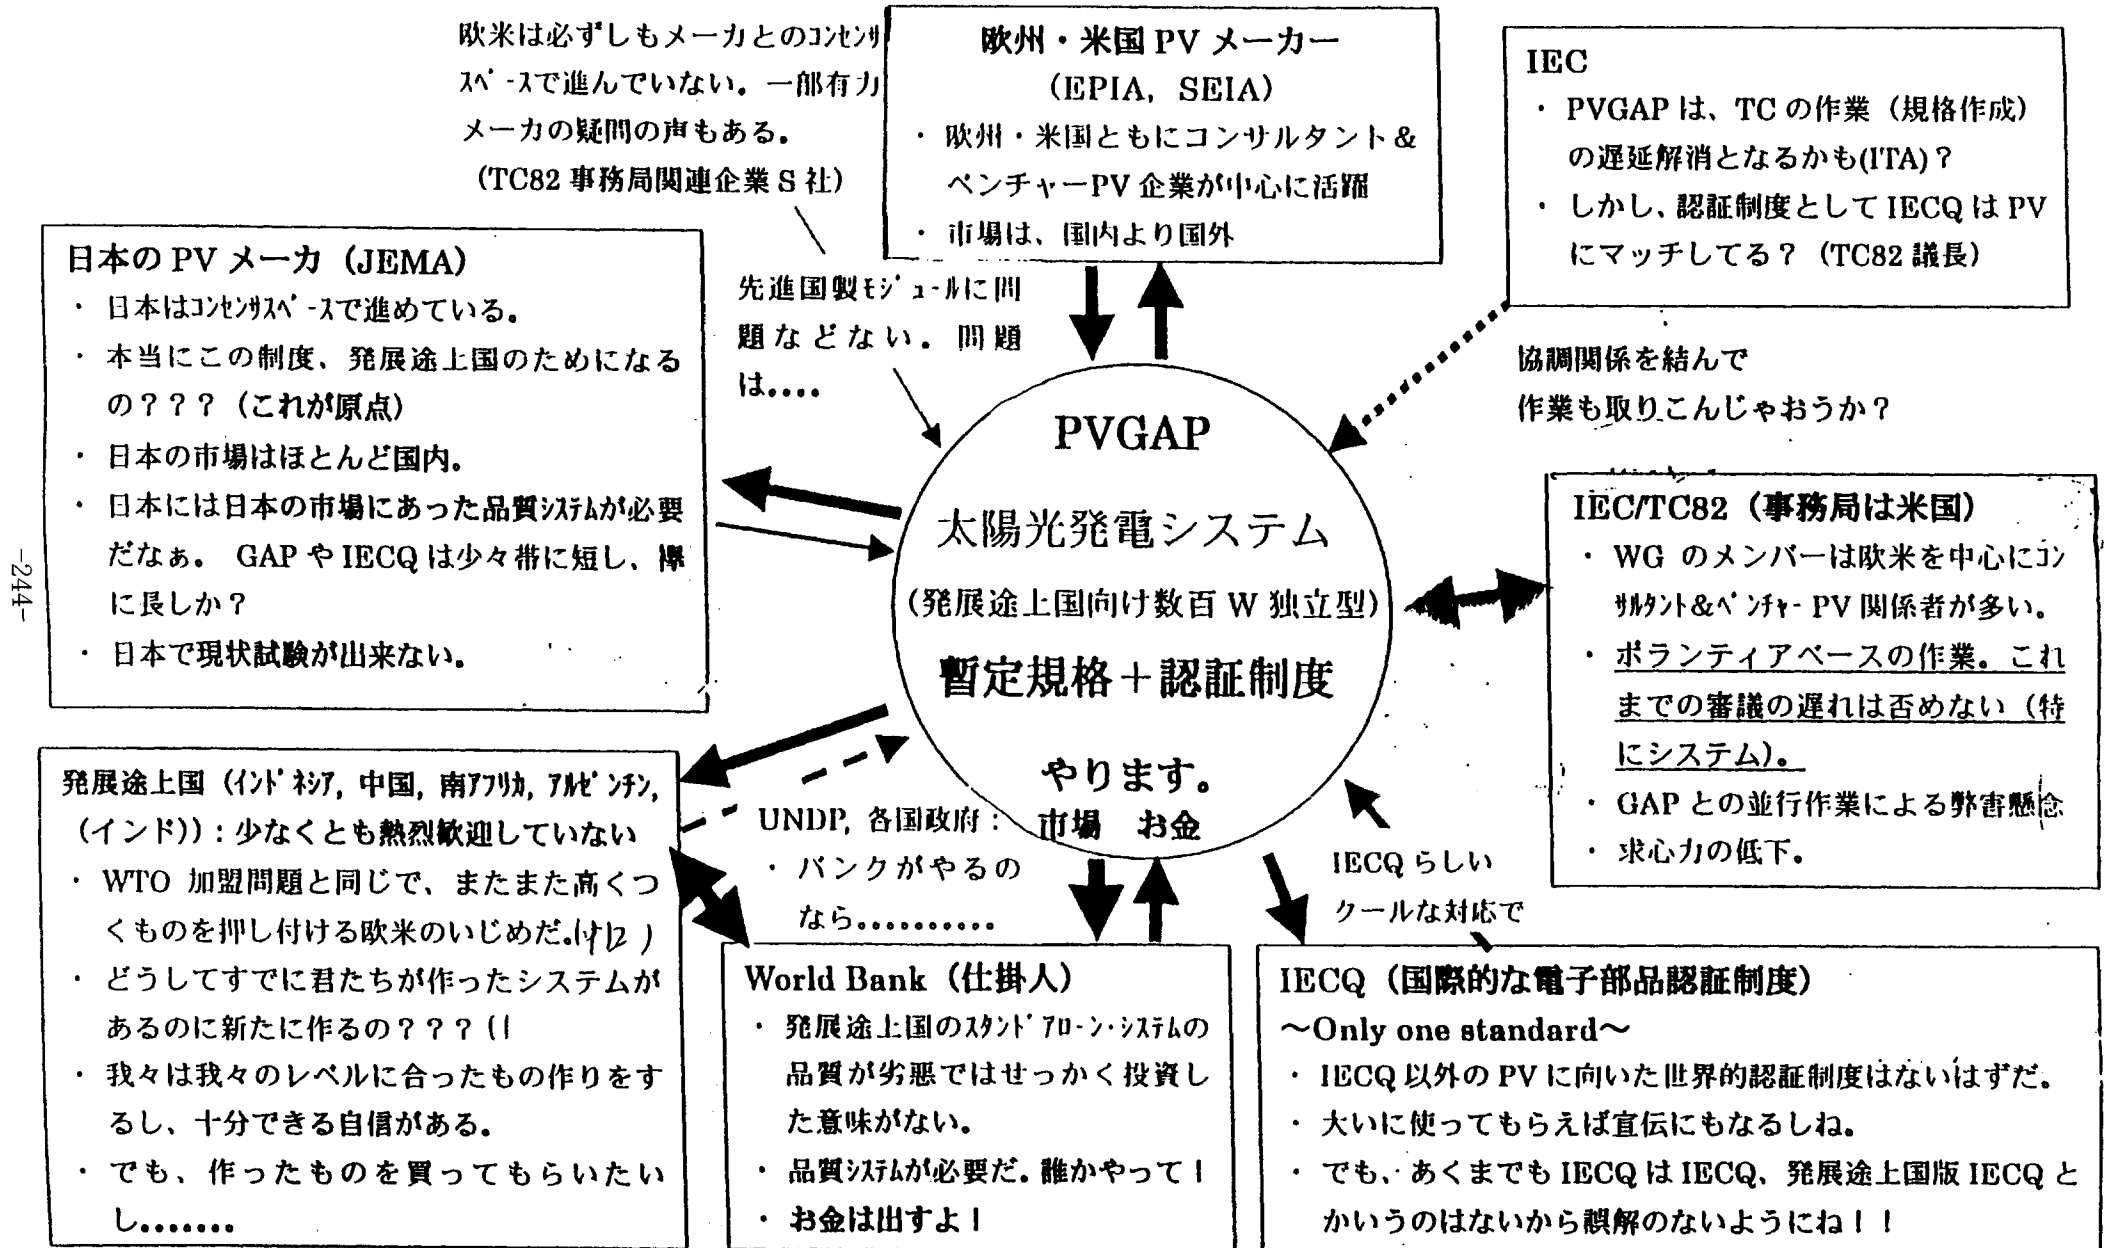 欧米は必ずしもメーカとのｺﾝｾﾝｻ
ｽﾍﾞｰｽで進んでいない。一部有力
メーカの疑問の声もある。
（TC82 事務局関連企業 S 社）
欧州・米国 PV メーカー
（EPIA, SEIA）
・ 欧州・米国ともにコンサルタント＆
ベンチャーPV 企業が中心に活躍
・ 市場は、国内より国外
IEC
・ PVGAP は、TC の作業（規格作成）
の遅延解消となるかも(ITA)？
・ しかし、認証制度として IECQ は PV
にマッチしてる？（TC82 議長）
日本の PV メーカ（JEMA）
・ 日本はｺﾝｾﾝｻｽﾍﾞｰｽで進めている。
・ 本当にこの制度、発展途上国のためになる
の？？？（これが原点）
・ 日本の市場はほとんど国内。
・ 日本には日本の市場にあった品質ｼｽﾃﾑが必要
だなぁ。 GAP や IECQ は少々帯に短し、襷
に長しか？
・ 日本で現状試験が出来ない。
先進国製ﾓｼﾞｭｰﾙに問
題などない。問題
は....
協調関係を結んで
作業も取りこんじゃおうか？
PVGAP
太陽光発電システム
（発展途上国向け数百 W 独立型）
暫定規格＋認証制度
やります。
市場 お金
IEC/TC82（事務局は米国）
・ WG のメンバーは欧米を中心にｺﾝ
ｻﾙﾀﾝﾄ&ﾍﾞﾝﾁｬｰ PV 関係者が多い。
・ ボランティアベースの作業。これ
までの審議の遅れは否めない（特
にシステム）。
・ GAP との並行作業による弊害懸念
・ 求心力の低下。
-244-
発展途上国（ｲﾝﾄﾞﾈｼｱ, 中国, 南ｱﾌﾘｶ, ｱﾙｾﾞﾝﾁﾝ,
（インド））: 少なくとも熱烈歓迎していない
・ WTO 加盟問題と同じで、またまた高くつ
くものを押し付ける欧米のいじめだ。
・ どうしてすでに君たちが作ったシステムが
あるのに新たに作るの？？？
・ 我々は我々のレベルに合ったもの作りをす
るし、十分できる自信がある。
・ でも、作ったものを買ってもらいたい
し.......
UNDP, 各国政府：
・ バンクがやるの
なら..........
World Bank（仕掛人）
・ 発展途上国のｽﾀﾝﾄﾞｱﾛｰﾝ･ｼｽﾃﾑの
品質が劣悪ではせっかく投資し
た意味がない。
・ 品質ｼｽﾃﾑが必要だ。誰かやって！
・ お金は出すよ！
IECQ らしい
クールな対応で
IECQ（国際的な電子部品認証制度）
～Only one standard～
・ IECQ 以外の PV に向いた世界的認証制度はないはずだ。
・ 大いに使ってもらえば宣伝にもなるしね。
・ でも、あくまでも IECQ は IECQ、発展途上国版 IECQ と
かいうのはないから誤解のないようにね！！